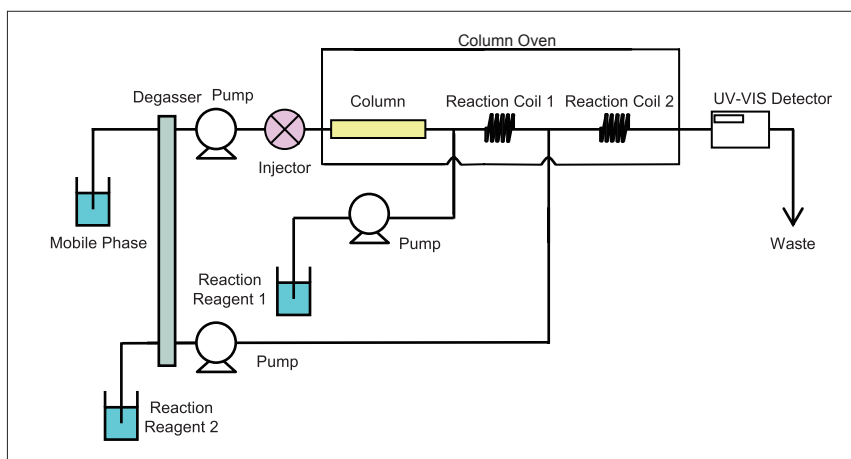 Column Oven
Degasser
Pump
Column
Reaction Coil 1
Reaction Coil 2
UV-VIS Detector
Injector
Mobile Phase
Pump
Waste
Reaction
Reagent 1
Pump
Reaction
Reagent 2